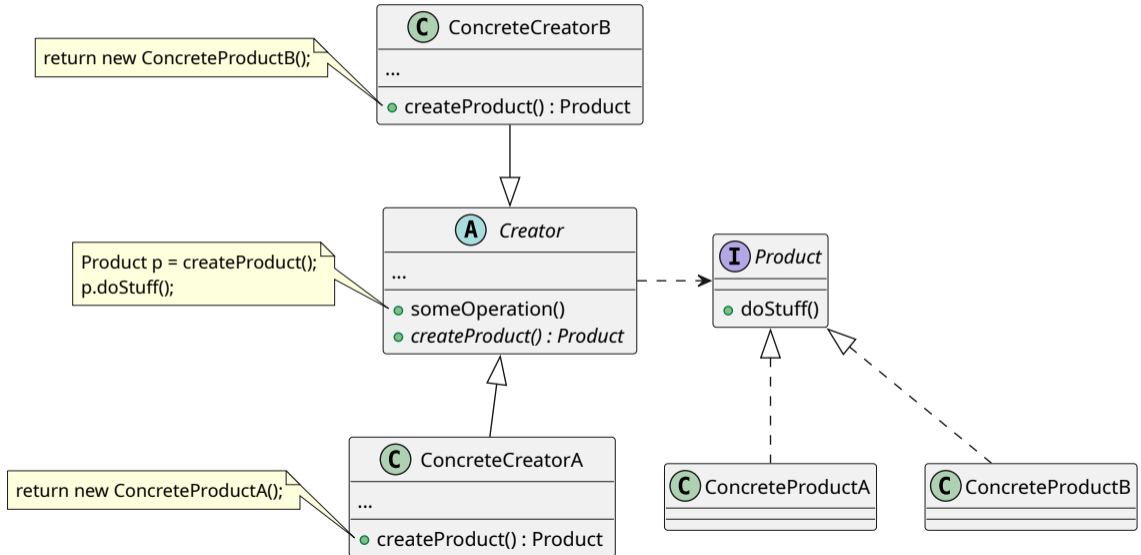 C ConcreteCreatorB
...
createProduct() : Product
return new ConcreteProductB();
A Creator
...
someOperation()
createProduct() : Product
Product p = createProduct();
p.doStuff();
I Product
doStuff()
C ConcreteCreatorA
...
createProduct() : Product
return new ConcreteProductA();
C ConcreteProductA
C ConcreteProductB